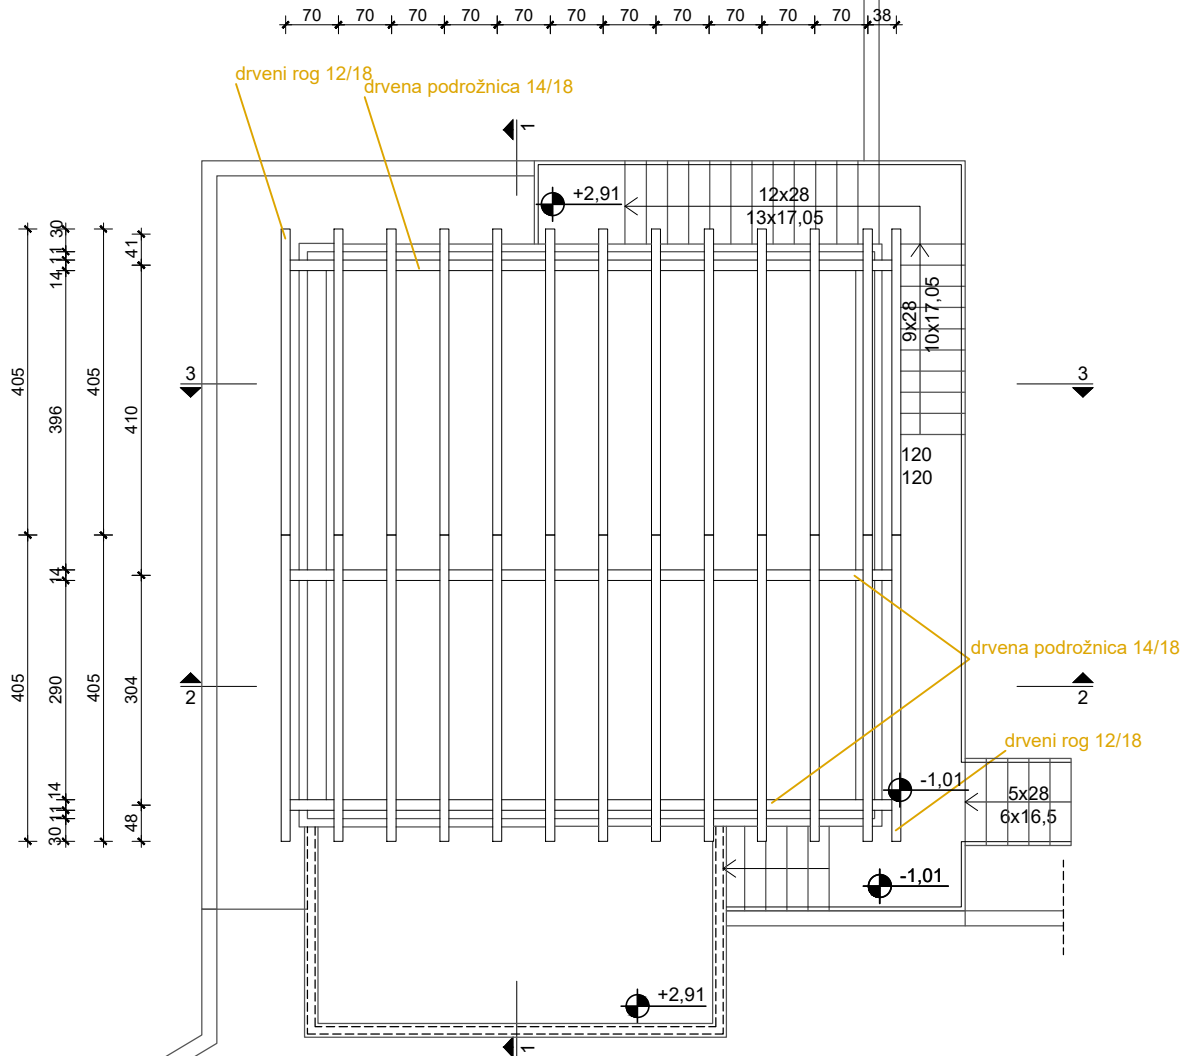 70 70 70 70 70 70 70 70 70 70 70 38
drveni rog 12/18
drvena podrožnica 14/18
1
+2,91
12x28
13x17,05
9x28
10x17,05
120
120
3
3
2
2
405
405
30
11
14
396
14
290
14
11
30
405
405
41
410
304
48
drvena podrožnica 14/18
drveni rog 12/18
-1,01
5x28
6x16,5
-1,01
+2,91
1